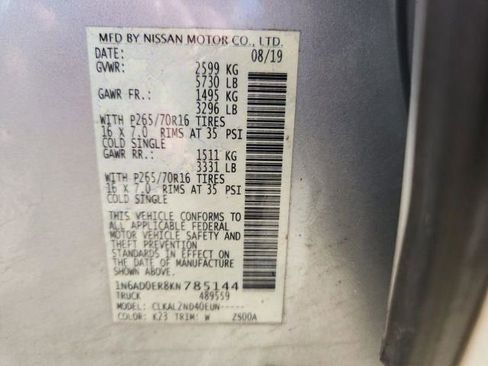 MFD BY NISSAN MOTOR CO., LTD.
DATE: 08/19
GVWR: 2599 KG
5730 LB
GAWR FR.: 1495 KG
3296 LB
WITH P265/70R16 TIRES
16 X 7.0 RIMS AT 35 PSI
COLD SINGLE
GAWR RR.: 1511 KG
3331 LB
WITH P265/70R16 TIRES
16 X 7.0 RIMS AT 35 PSI
COLD SINGLE
THIS VEHICLE CONFORMS TO
ALL APPLICABLE FEDERAL
MOTOR VEHICLE SAFETY AND
THEFT PREVENTION
STANDARDS IN EFFECT ON
THE DATE OF MANUFACTURE
SHOWN ABOVE.
1N6AD0ER8KN785144
TRUCK 489559
MODEL: CLKALZND40EUN-----
COLOR: K23 TRIM: W 2900A